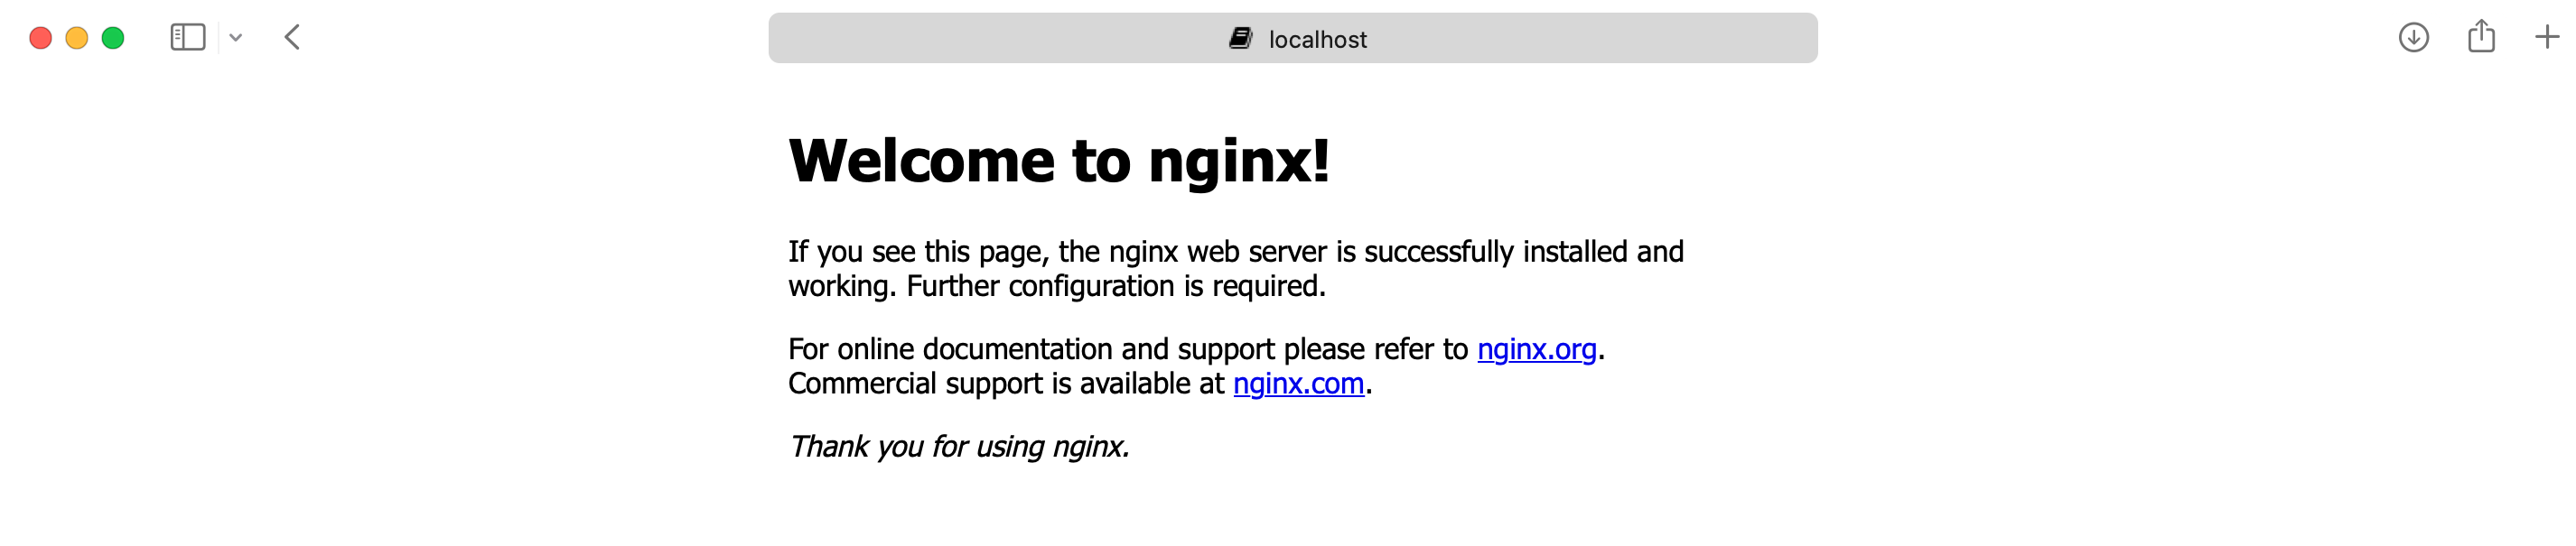 localhost
Welcome to nginx!
If you see this page, the nginx web server is successfully installed and
working. Further configuration is required.
For online documentation and support please refer to nginx.org.
Commercial support is available at nginx.com.
Thank you for using nginx.